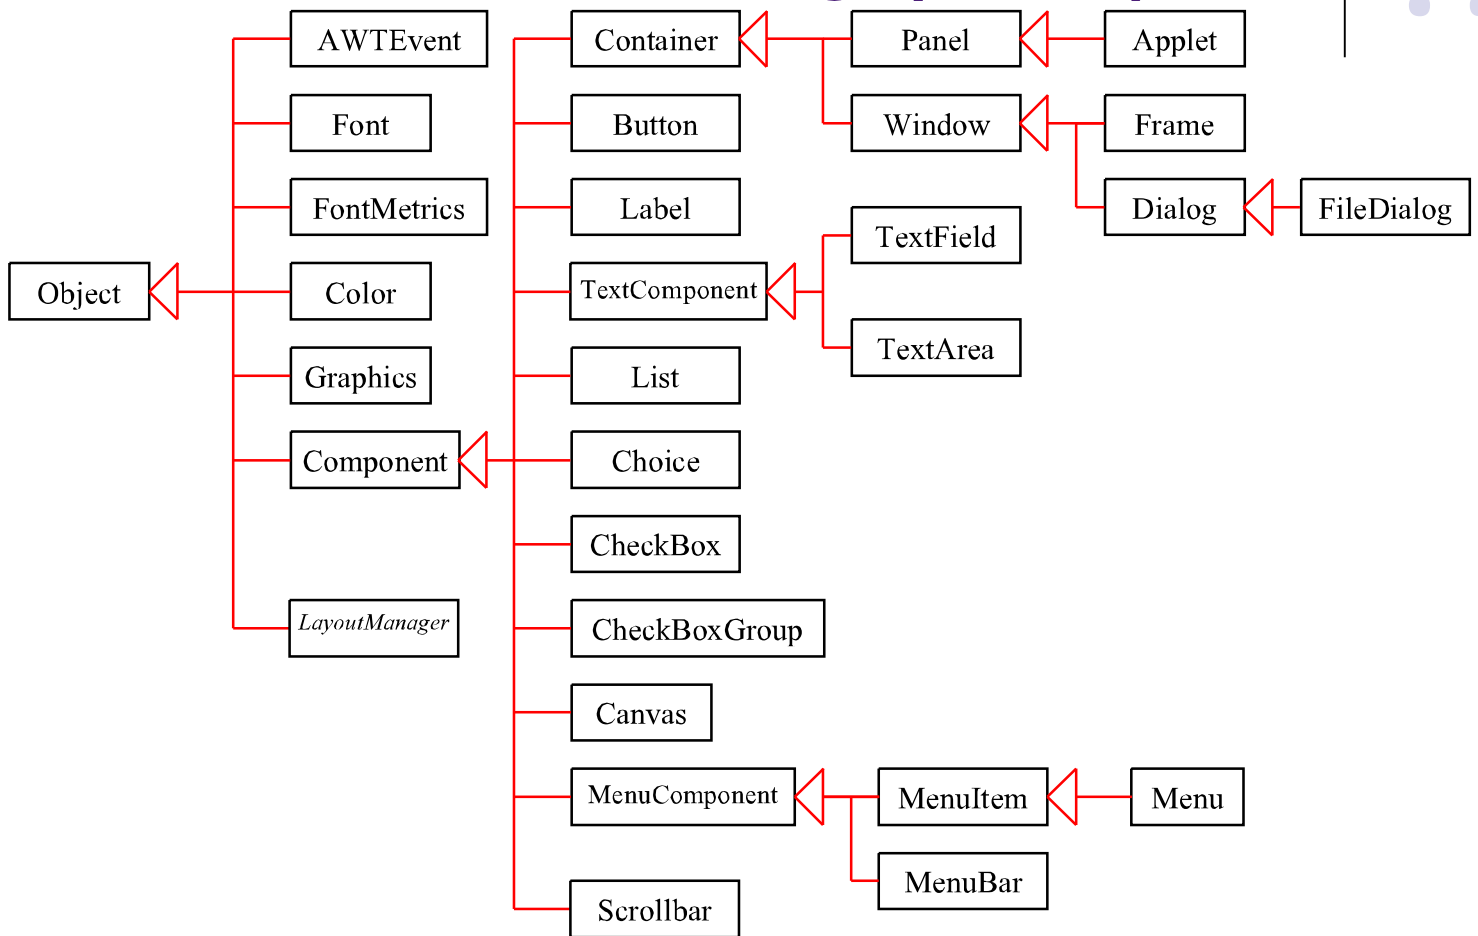 AWTEvent
Container
Panel
Applet
Font
Button
Window
Frame
FontMetrics
Label
Dialog
FileDialog
TextField
Object
Color
TextComponent
TextArea
Graphics
List
Component
Choice
CheckBox
LayoutManager
CheckBoxGroup
Canvas
MenuComponent
MenuItem
Menu
MenuBar
Scrollbar